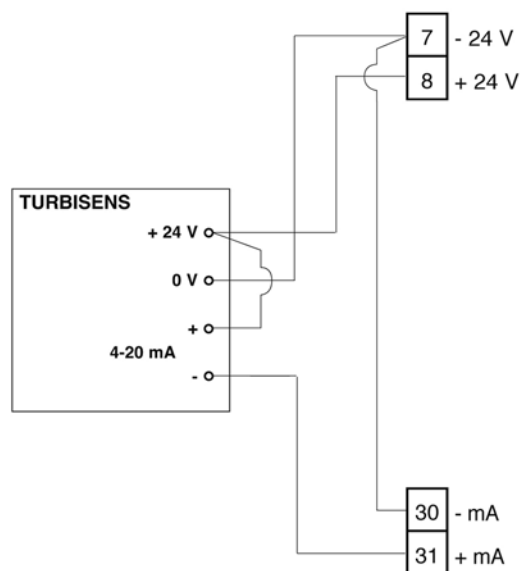 7 - 24 V
8 + 24 V
TURBISENS
+ 24 V
0 V
+
4-20 mA
-
30 - mA
31 + mA